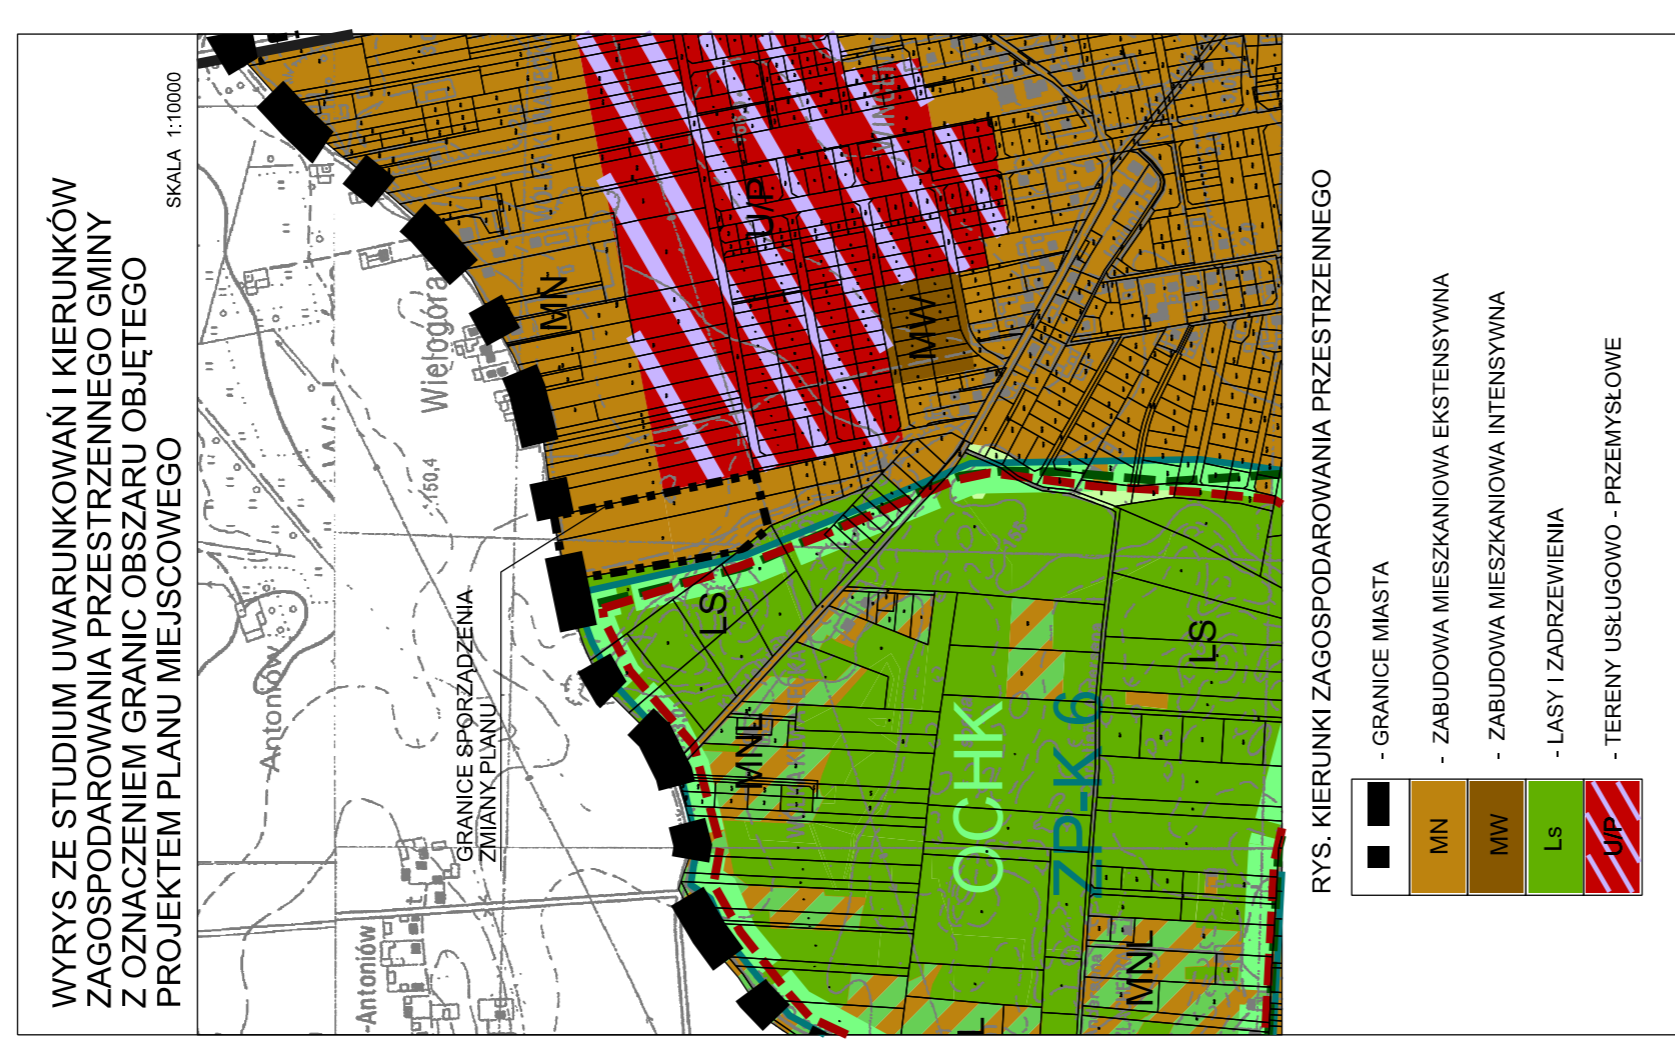 WYRYS ZE STUDIUM UWARUNKOWAŃ I KIERUNKÓW
ZAGOSPODAROWANIA PRZESTRZENNEGO GMINY
Z OZNACZENIEM GRANIC OBSZARU OBJĘTEGO
PROJEKTEM PLANU MIEJSCOWEGO
SKALA 1:10000
Antoniów
-Antoniów
Wielogóra
150,4
GRANICE SPORZĄDZENIA
ZMIANY PLANU
MN
U/P
MW
LS
MNL
OCHK
ZP-K 6
LS
MNL
L
155
RYS. KIERUNKI ZAGOSPODAROWANIA PRZESTRZENNEGO
- GRANICE MIASTA
MN - ZABUDOWA MIESZKANIOWA EKSTENSYWNA
MW - ZABUDOWA MIESZKANIOWA INTENSYWNA
Ls - LASY I ZADRZEWIENIA
U/P - TERENY USŁUGOWO - PRZEMYSŁOWE